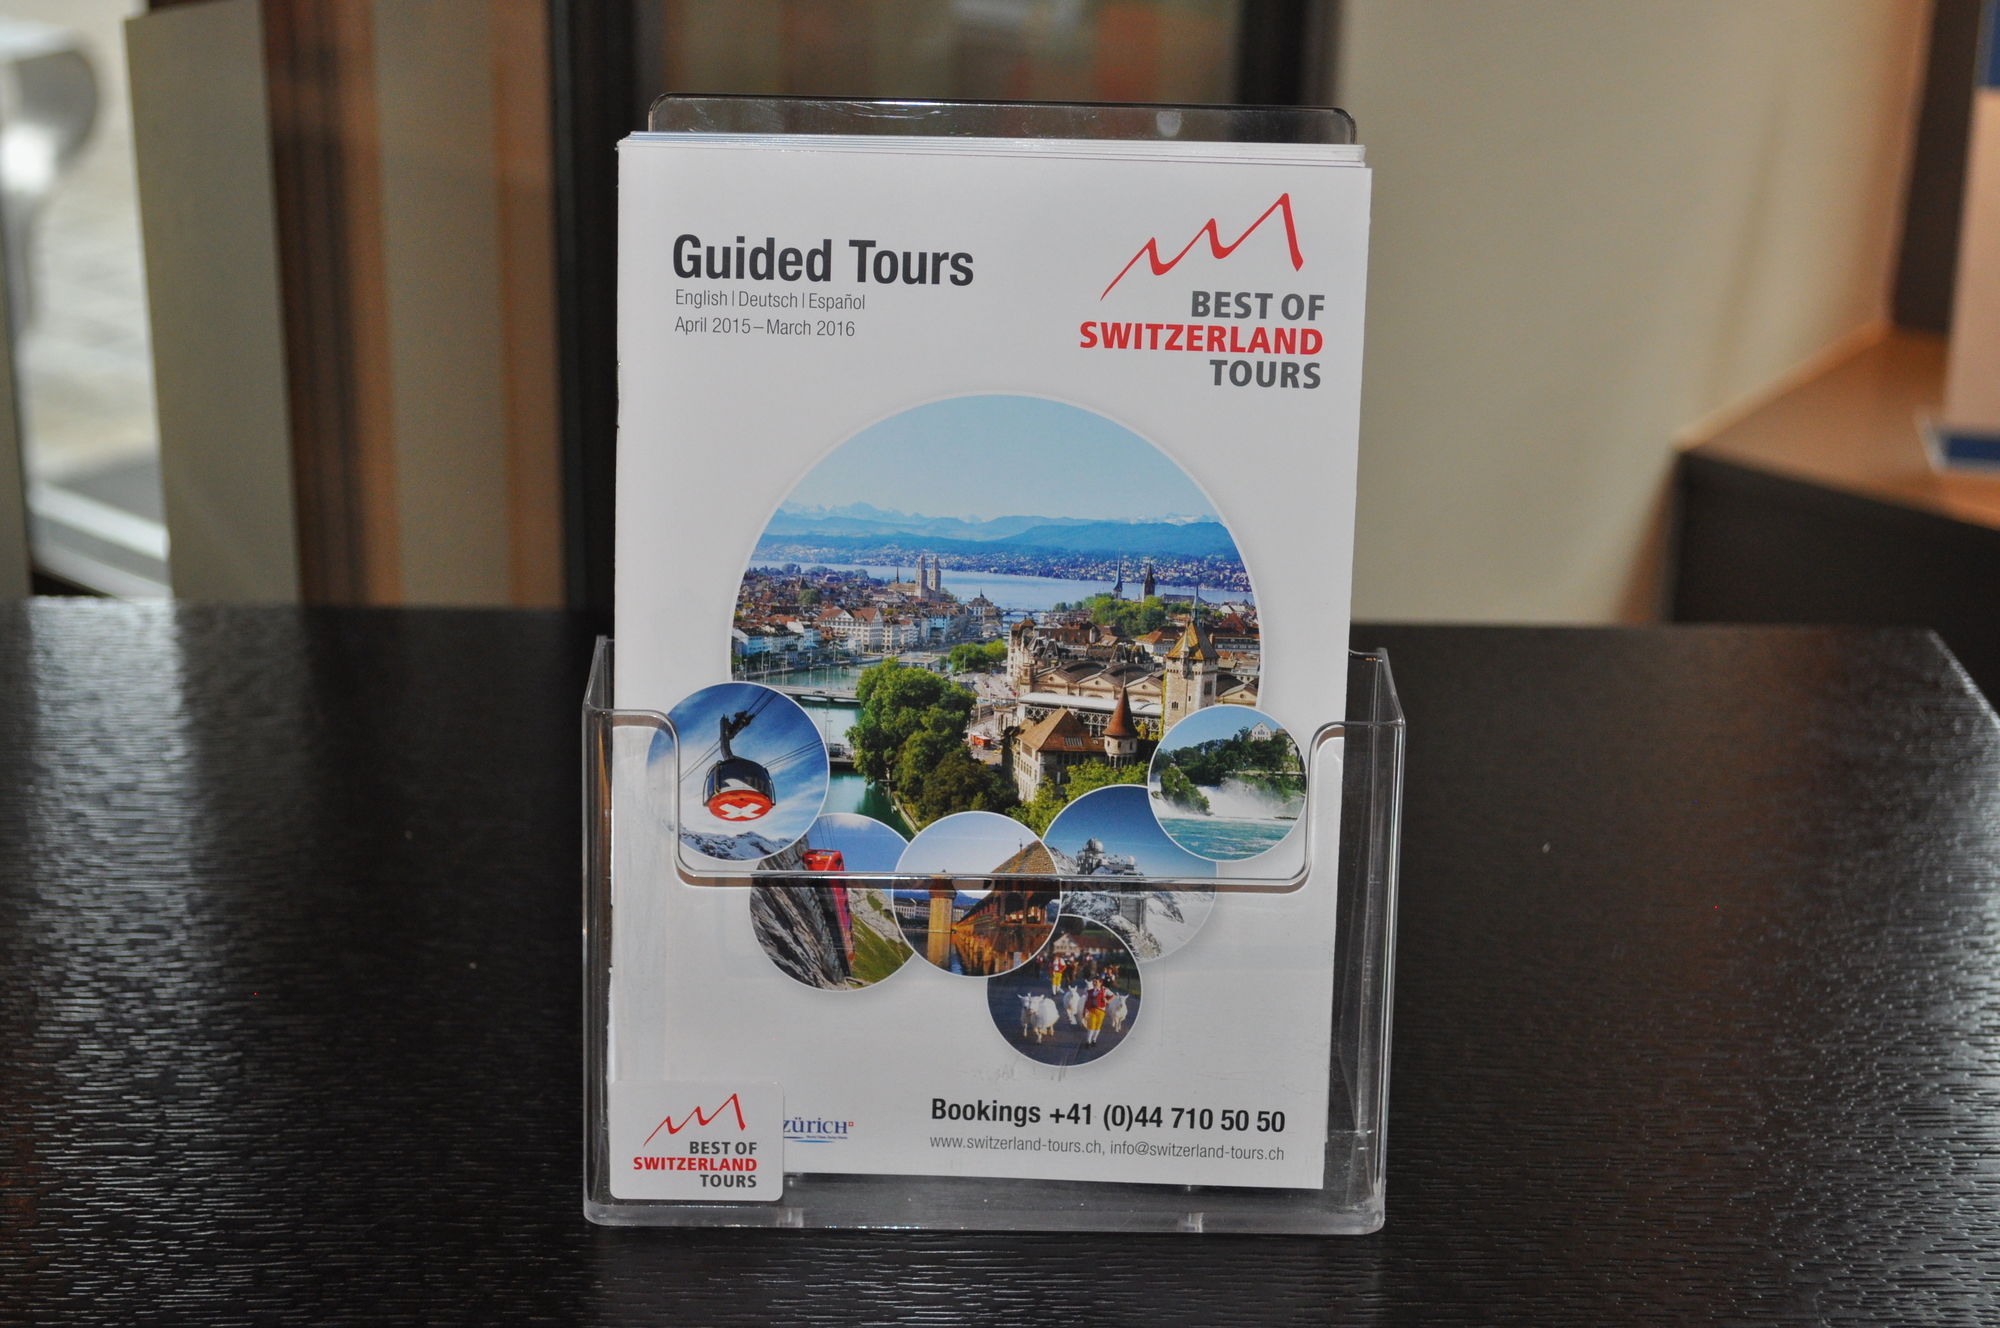 Guided Tours
English | Deutsch | Español
April 2015 – March 2016
BEST OF
SWITZERLAND
TOURS
Bookings +41 (0)44 710 50 50
www.switzerland-tours.ch, info@switzerland-tours.ch
zürich
BEST OF
SWITZERLAND
TOURS